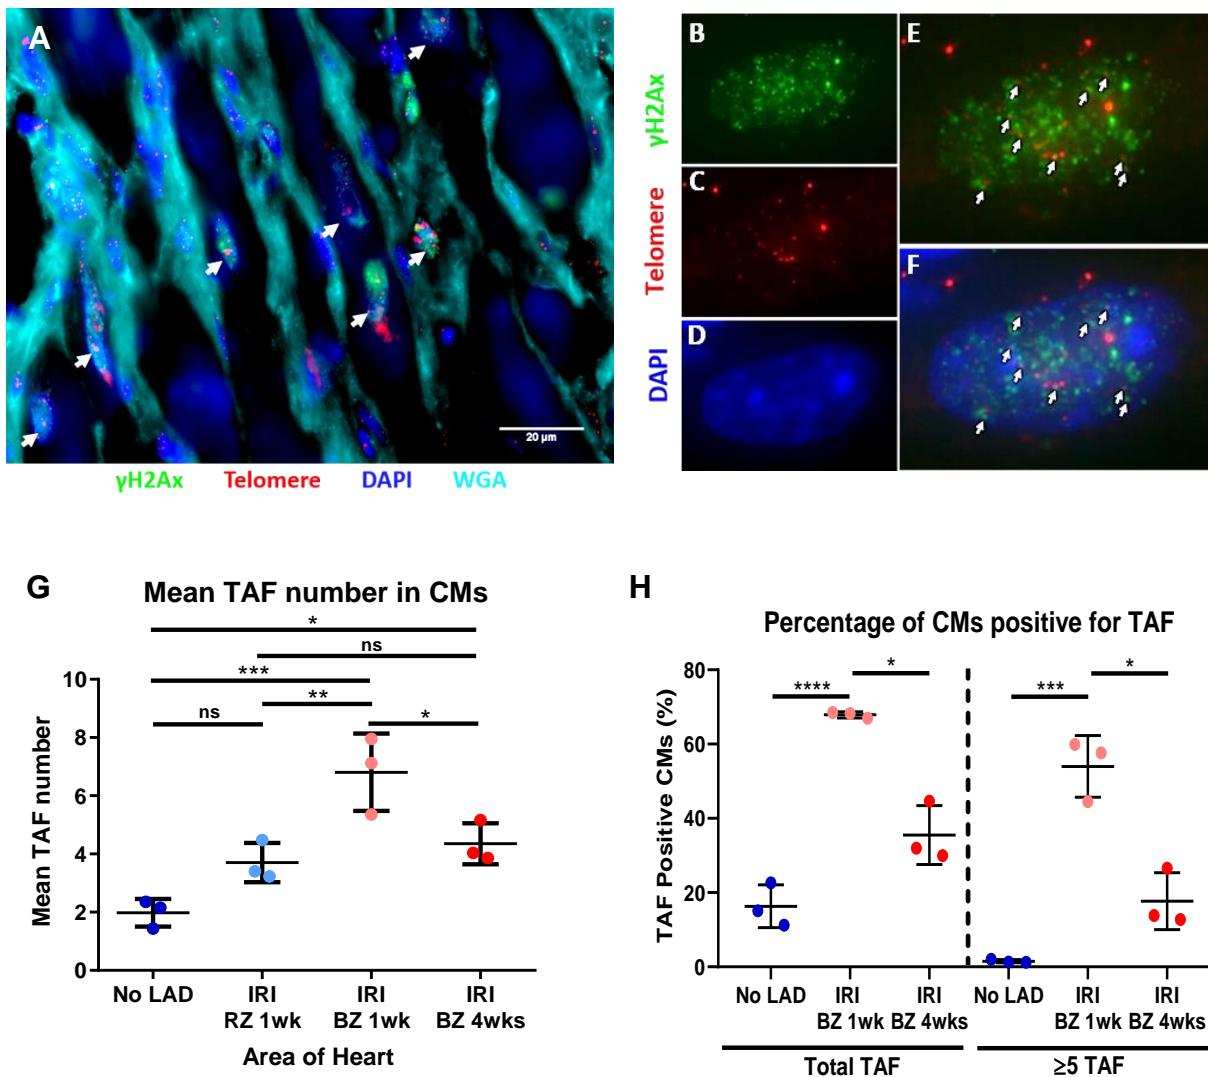 A
20 µm
γH2Ax Telomere DAPI WGA
B
γH2Ax
C
Telomere
D
DAPI
E
F
G
Mean TAF number in CMs
*
ns
***
**
ns
*
Mean TAF number
10
8
6
4
2
0
No LAD IRI RZ 1wk IRI BZ 1wk IRI BZ 4wks
Area of Heart
H
Percentage of CMs positive for TAF
**** * *** *
TAF Positive CMs (%)
80
60
40
20
0
No LAD IRI BZ 1wk IRI BZ 4wks No LAD IRI BZ 1wk IRI BZ 4wks
Total TAF ≥5 TAF